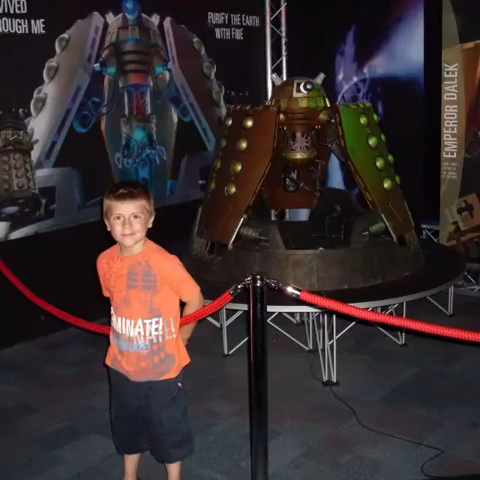 VIVED
ROUGH ME
PURIFY THE EARTH
WITH FIRE
EMPEROR DALEK
MINATE!